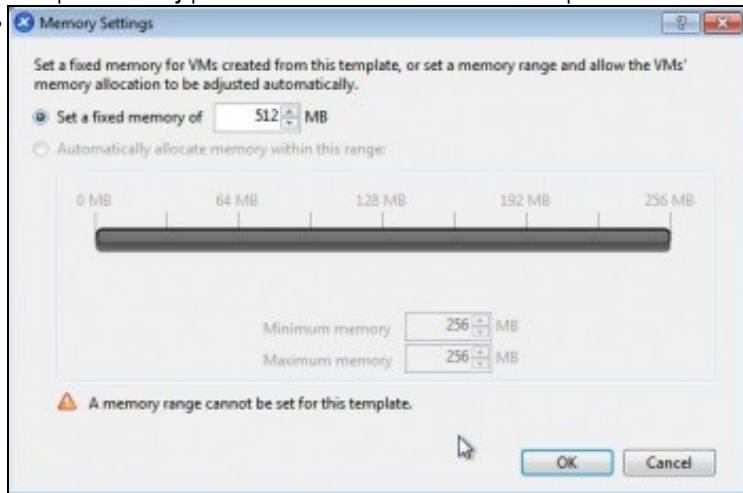 Memory Settings
Set a fixed memory for VMs created from this template, or set a memory range and allow the VMs'
memory allocation to be adjusted automatically.
Set a fixed memory of 512 MB
Automatically allocate memory within this range:
0 MB 64 MB 128 MB 192 MB 256 MB
Minimum memory 256 MB
Maximum memory 256 MB
A memory range cannot be set for this template.
OK Cancel